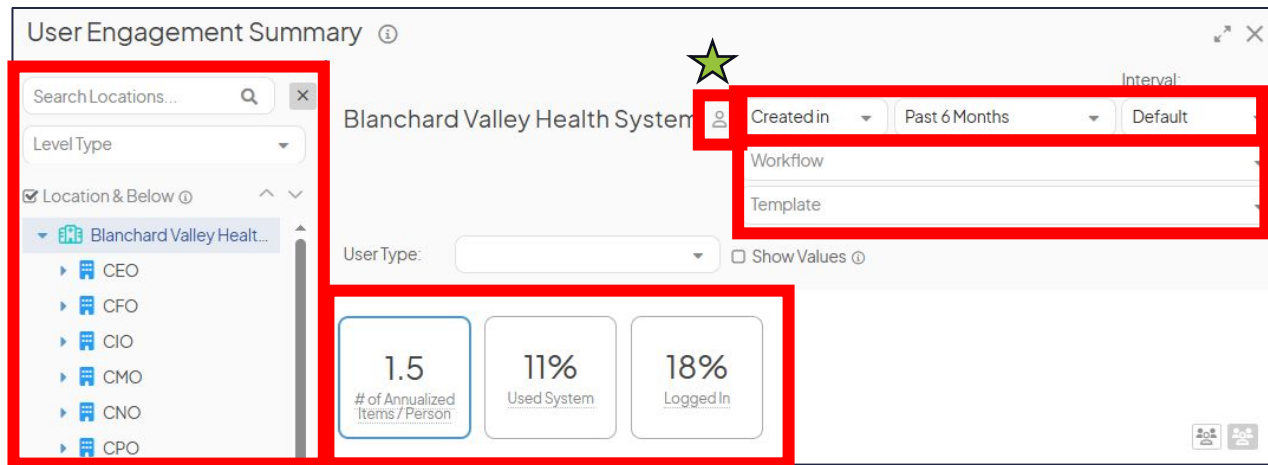 User Engagement Summary
Search Locations...
Level Type
Location & Below
Blanchard Valley Healt...
CEO
CFO
CIO
CMO
CNO
CPO
Blanchard Valley Health System
Interval:
Created in
Past 6 Months
Default
Workflow
Template
User Type:
Show Values
1.5
# of Annualized
Items / Person
11%
Used System
18%
Logged In